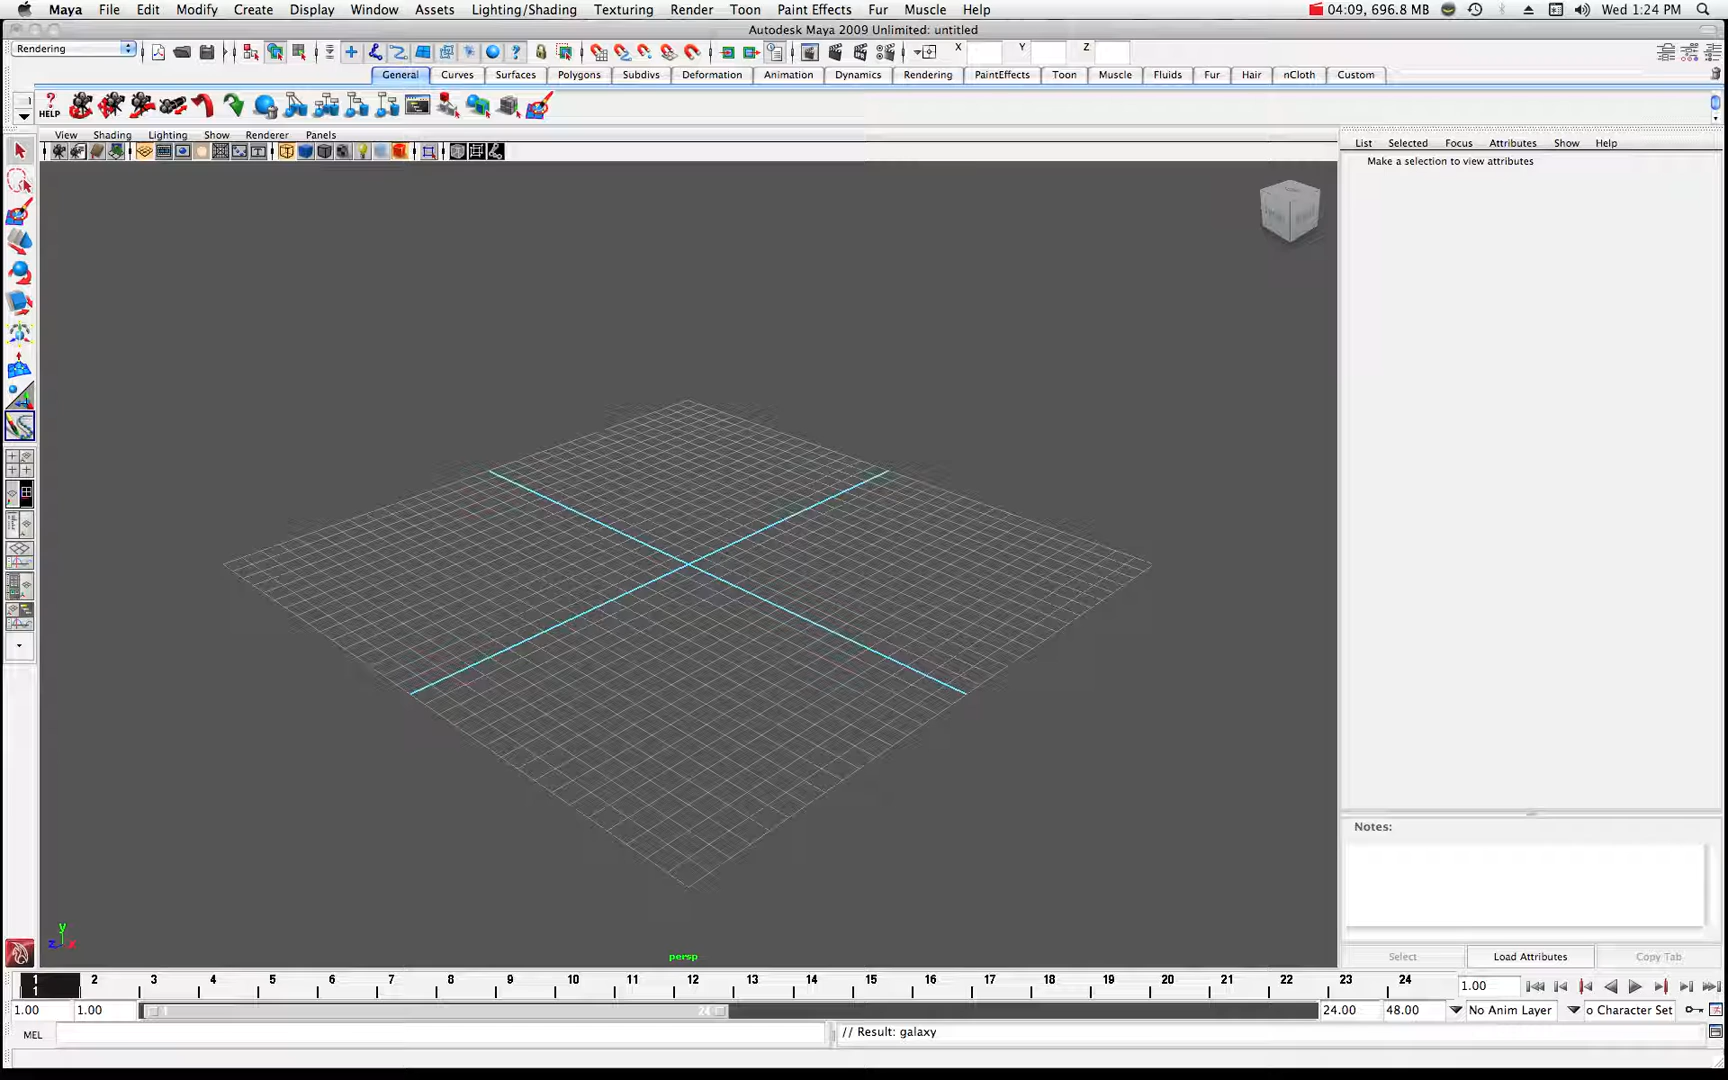 Maya File Edit Modify Create Display Window Assets Lighting/Shading Texturing Render Toon Paint Effects Fur Muscle Help 04:09, 696.8 MB Wed 1:24 PM
Autodesk Maya 2009 Unlimited: untitled
Rendering X Y Z
General Curves Surfaces Polygons Subdivs Deformation Animation Dynamics Rendering PaintEffects Toon Muscle Fluids Fur Hair nCloth Custom
? HELP
View Shading Lighting Show Renderer Panels
List Selected Focus Attributes Show Help
Make a selection to view attributes
Notes:
y
z x
persp
Select Load Attributes Copy Tab
1 2 3 4 5 6 7 8 9 10 11 12 13 14 15 16 17 18 19 20 21 22 23 24 1.00
1
1.00 1.00 1 24 24.00 48.00 No Anim Layer o Character Set
MEL // Result: galaxy